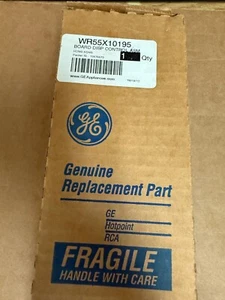 WR55X10195
BOARD DISP CONTROL ASM
1 Qty
www.GEAppliances.com
GE
Genuine
Replacement Part
GE
Hotpoint
RCA
FRAGILE
HANDLE WITH CARE